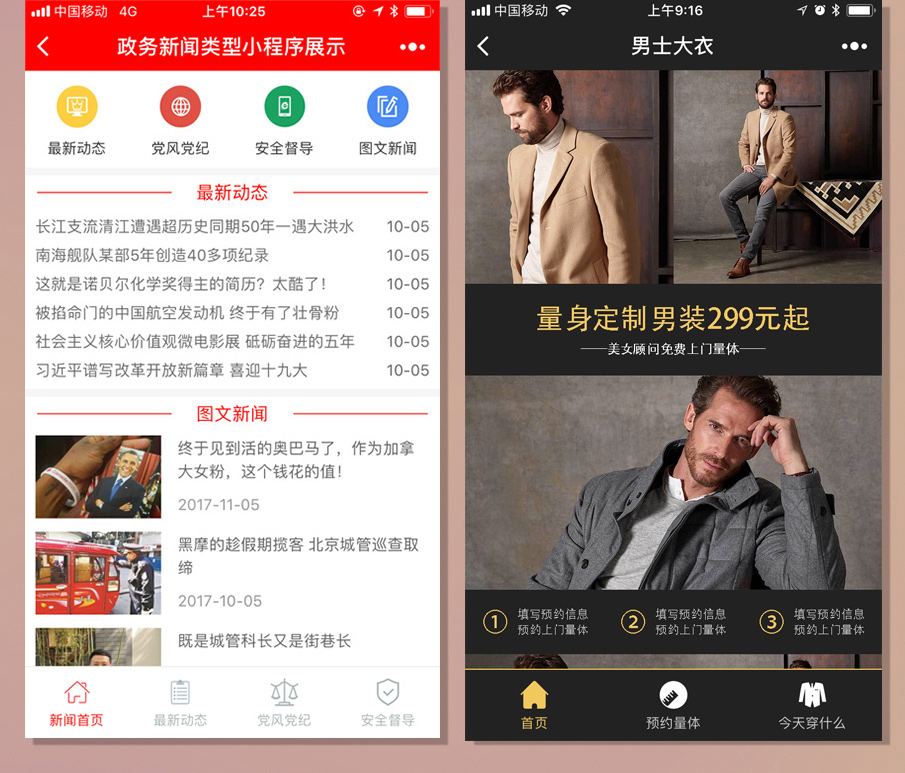 中国移动 4G 上午10:25
政务新闻类型小程序展示
最新动态 党风党纪 安全督导 图文新闻
最新动态
长江支流清江遭遇超历史同期50年一遇大洪水 10-05
南海舰队某部5年创造40多项纪录 10-05
这就是诺贝尔化学奖得主的简历？太酷了！ 10-05
被掐命门的中国航空发动机 终于有了壮骨粉 10-05
社会主义核心价值观微电影展 砥砺奋进的五年 10-05
习近平谱写改革开放新篇章 喜迎十九大 10-05
图文新闻
终于见到活的奥巴马了，作为加拿
大女粉，这个钱花的值！
2017-11-05
黑摩的趁假期揽客 北京城管巡查取
缔
2017-10-05
既是城管科长又是街巷长
新闻首页 最新动态 党风党纪 安全督导
中国移动 上午9:16
男士大衣
量身定制男装299元起
——美女顾问免费上门量体——
1 填写预约信息
预约上门量体
2 填写预约信息
预约上门量体
3 填写预约信息
预约上门量体
首页 预约量体 今天穿什么